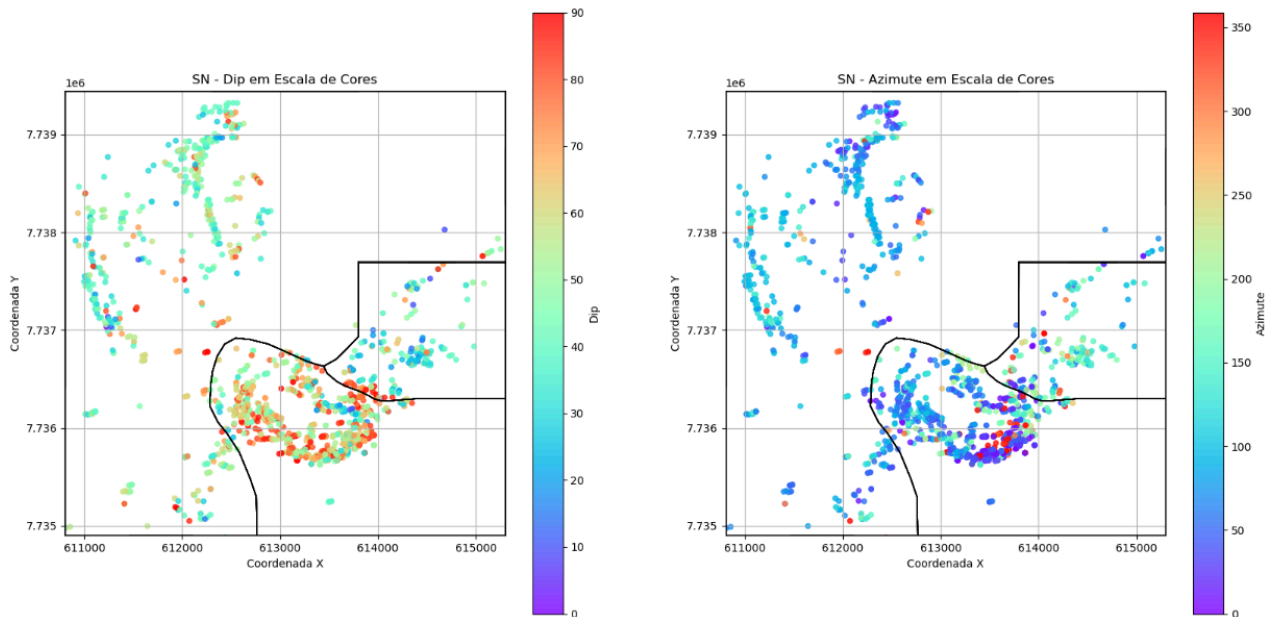 SN - Dip em Escala de Cores
1e6
7.739
7.738
7.737
7.736
7.735
Coordenada Y
611000 612000 613000 614000 615000
Coordenada X
90
80
70
60
50
40
30
20
10
0
Dip
SN - Azimute em Escala de Cores
1e6
7.739
7.738
7.737
7.736
7.735
Coordenada Y
611000 612000 613000 614000 615000
Coordenada X
350
300
250
200
150
100
50
0
Azimute